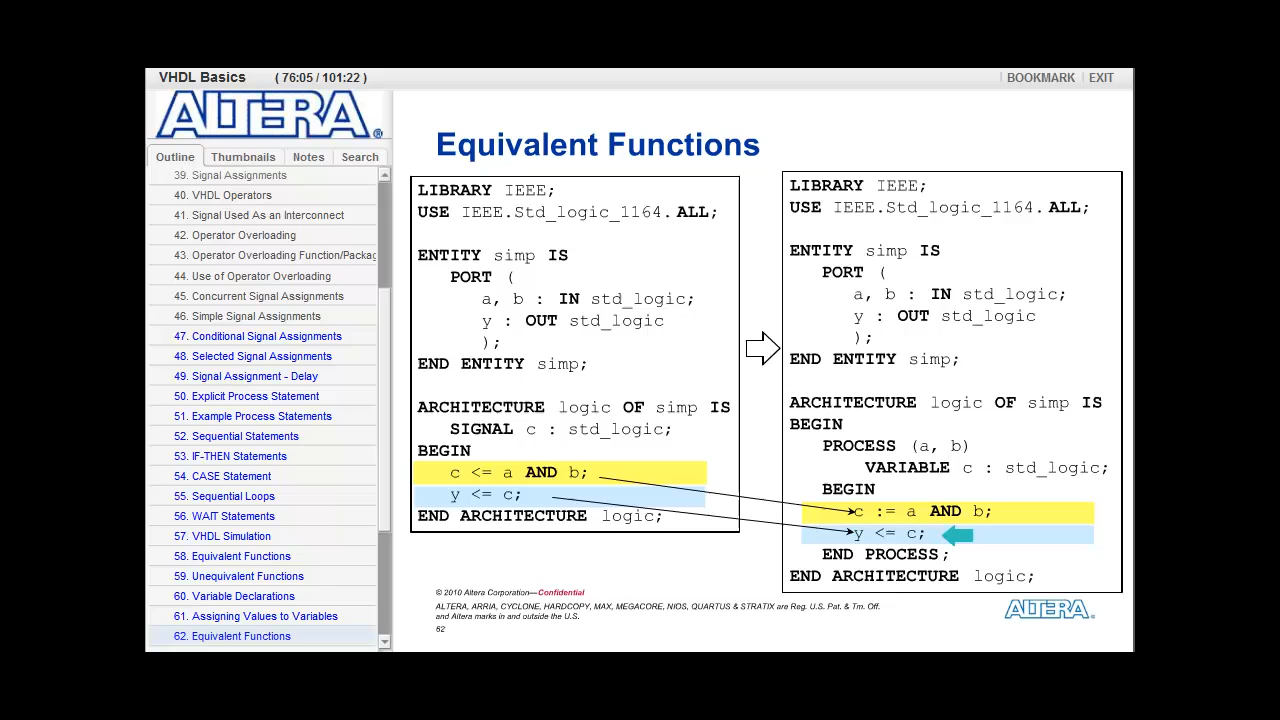 VHDL Basics ( 76:05 / 101:22 )
BOOKMARK EXIT
ALTERA®
Outline Thumbnails Notes Search
39. Signal Assignments
40. VHDL Operators
41. Signal Used As an Interconnect
42. Operator Overloading
43. Operator Overloading Function/Packag
44. Use of Operator Overloading
45. Concurrent Signal Assignments
46. Simple Signal Assignments
47. Conditional Signal Assignments
48. Selected Signal Assignments
49. Signal Assignment - Delay
50. Explicit Process Statement
51. Example Process Statements
52. Sequential Statements
53. IF-THEN Statements
54. CASE Statement
55. Sequential Loops
56. WAIT Statements
57. VHDL Simulation
58. Equivalent Functions
59. Unequivalent Functions
60. Variable Declarations
61. Assigning Values to Variables
62. Equivalent Functions
Equivalent Functions
LIBRARY IEEE;
USE IEEE.Std_logic_1164.ALL;
ENTITY simp IS
PORT (
a, b : IN std_logic;
y : OUT std_logic
);
END ENTITY simp;
ARCHITECTURE logic OF simp IS
SIGNAL c : std_logic;
BEGIN
c <= a AND b;
y <= c;
END ARCHITECTURE logic;
LIBRARY IEEE;
USE IEEE.Std_logic_1164.ALL;
ENTITY simp IS
PORT (
a, b : IN std_logic;
y : OUT std_logic
);
END ENTITY simp;
ARCHITECTURE logic OF simp IS
BEGIN
PROCESS (a, b)
VARIABLE c : std_logic;
BEGIN
c := a AND b;
y <= c;
END PROCESS;
END ARCHITECTURE logic;
© 2010 Altera Corporation—Confidential
ALTERA, ARRIA, CYCLONE, HARDCOPY, MAX, MEGACORE, NIOS, QUARTUS & STRATIX are Reg. U.S. Pat. & Tm. Off.
and Altera marks in and outside the U.S.
62
ALTERA®